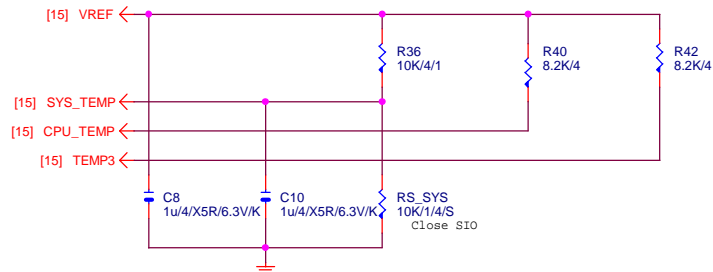 [15] VREF
R36
10K/4/1
R40
8.2K/4
R42
8.2K/4
[15] SYS_TEMP
[15] CPU_TEMP
[15] TEMP3
C8
1u/4/X5R/6.3V/K
C10
1u/4/X5R/6.3V/K
RS_SYS
10K/1/4/S
Close SIO